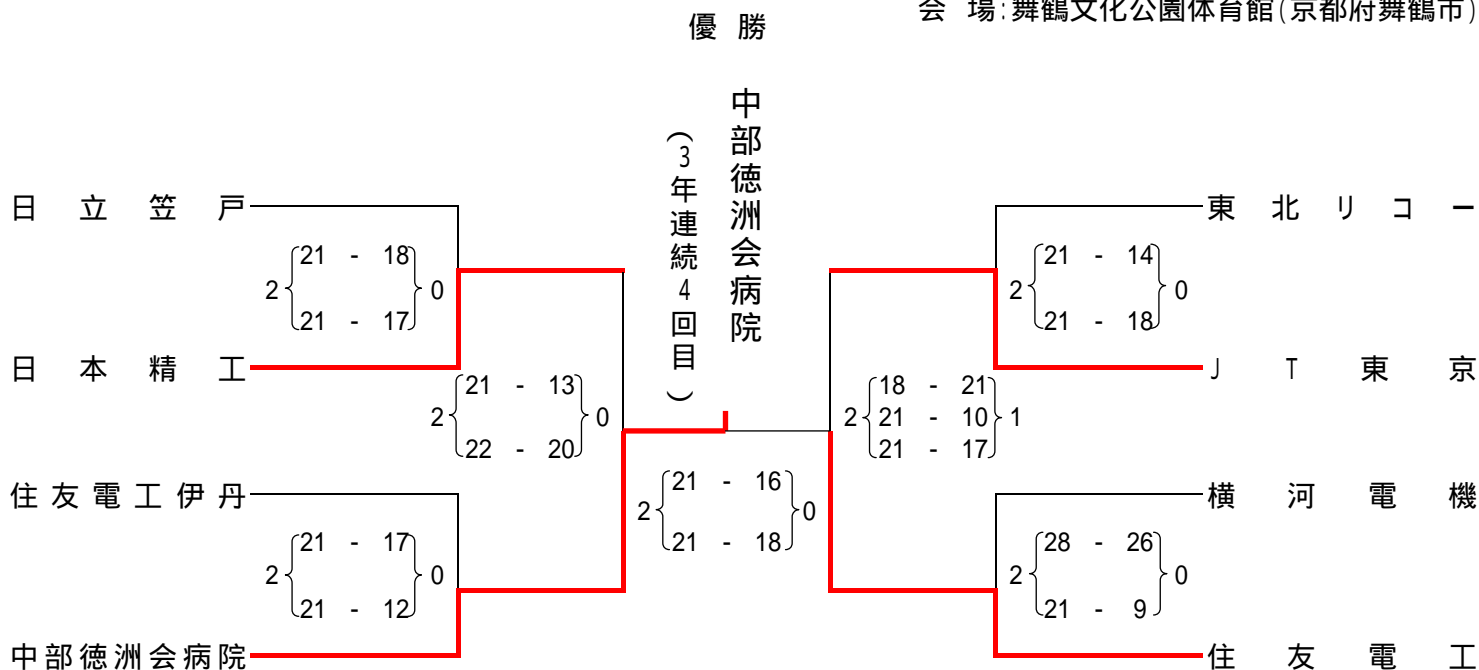 会 場:舞鶴文化公園体育館(京都府舞鶴市)
優勝
中部徳洲会病院
(3年連続4回目)
日立笠戸
東北リコー
21 - 18
2 0
21 - 17
21 - 14
2 0
21 - 18
日本精工
JT東京
21 - 13
2 0
22 - 20
18 - 21
2 21 - 10 1
21 - 17
住友電工伊丹
横河電機
21 - 16
2 0
21 - 18
21 - 17
2 0
21 - 12
28 - 26
2 0
21 - 9
中部徳洲会病院
住友電工